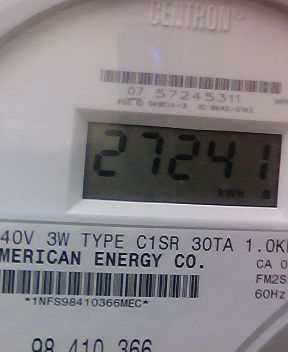 CENTRON®
07 57245311
27241
kWh
40V 3W TYPE C1SR 30TA 1.0K
MERICAN ENERGY CO.
CA 0
FM2S
60Hz
*1NFS98410366MEC*
98 410 366